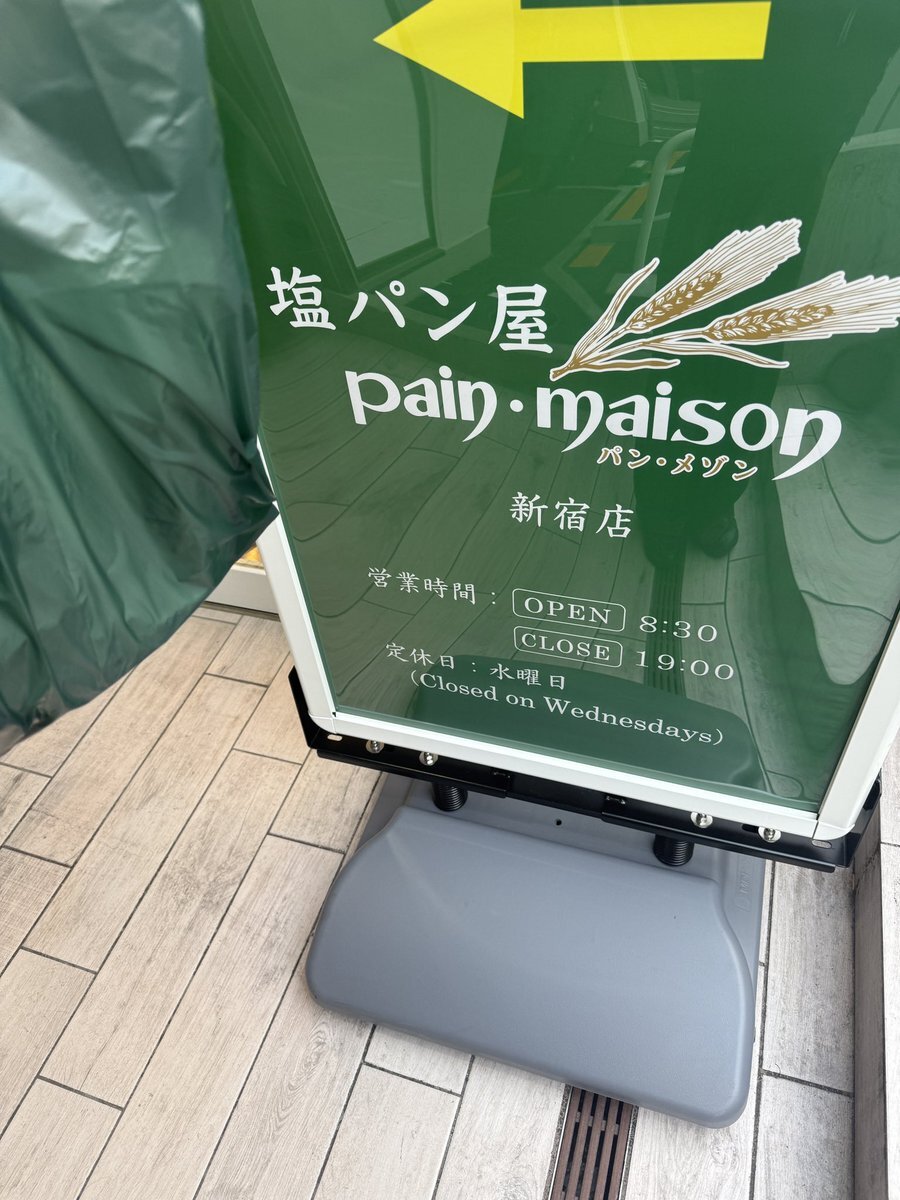 塩パン屋
pain・maison
パン・メゾン
新宿店
営業時間： OPEN 8:30
CLOSE 19:00
定休日：水曜日
（Closed on Wednesdays）